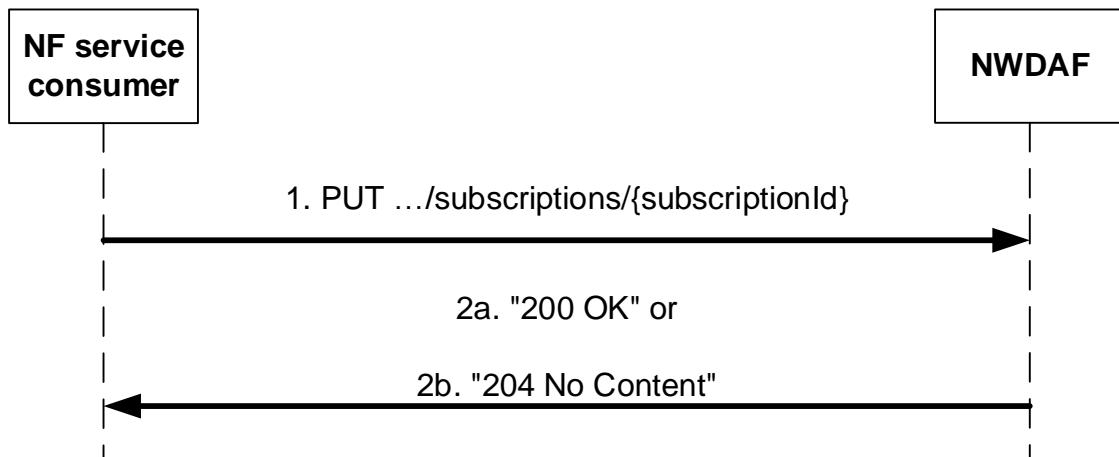 NF service
consumer
NWDAF
1. PUT …/subscriptions/{subscriptionId}
2a. "200 OK" or
2b. "204 No Content"